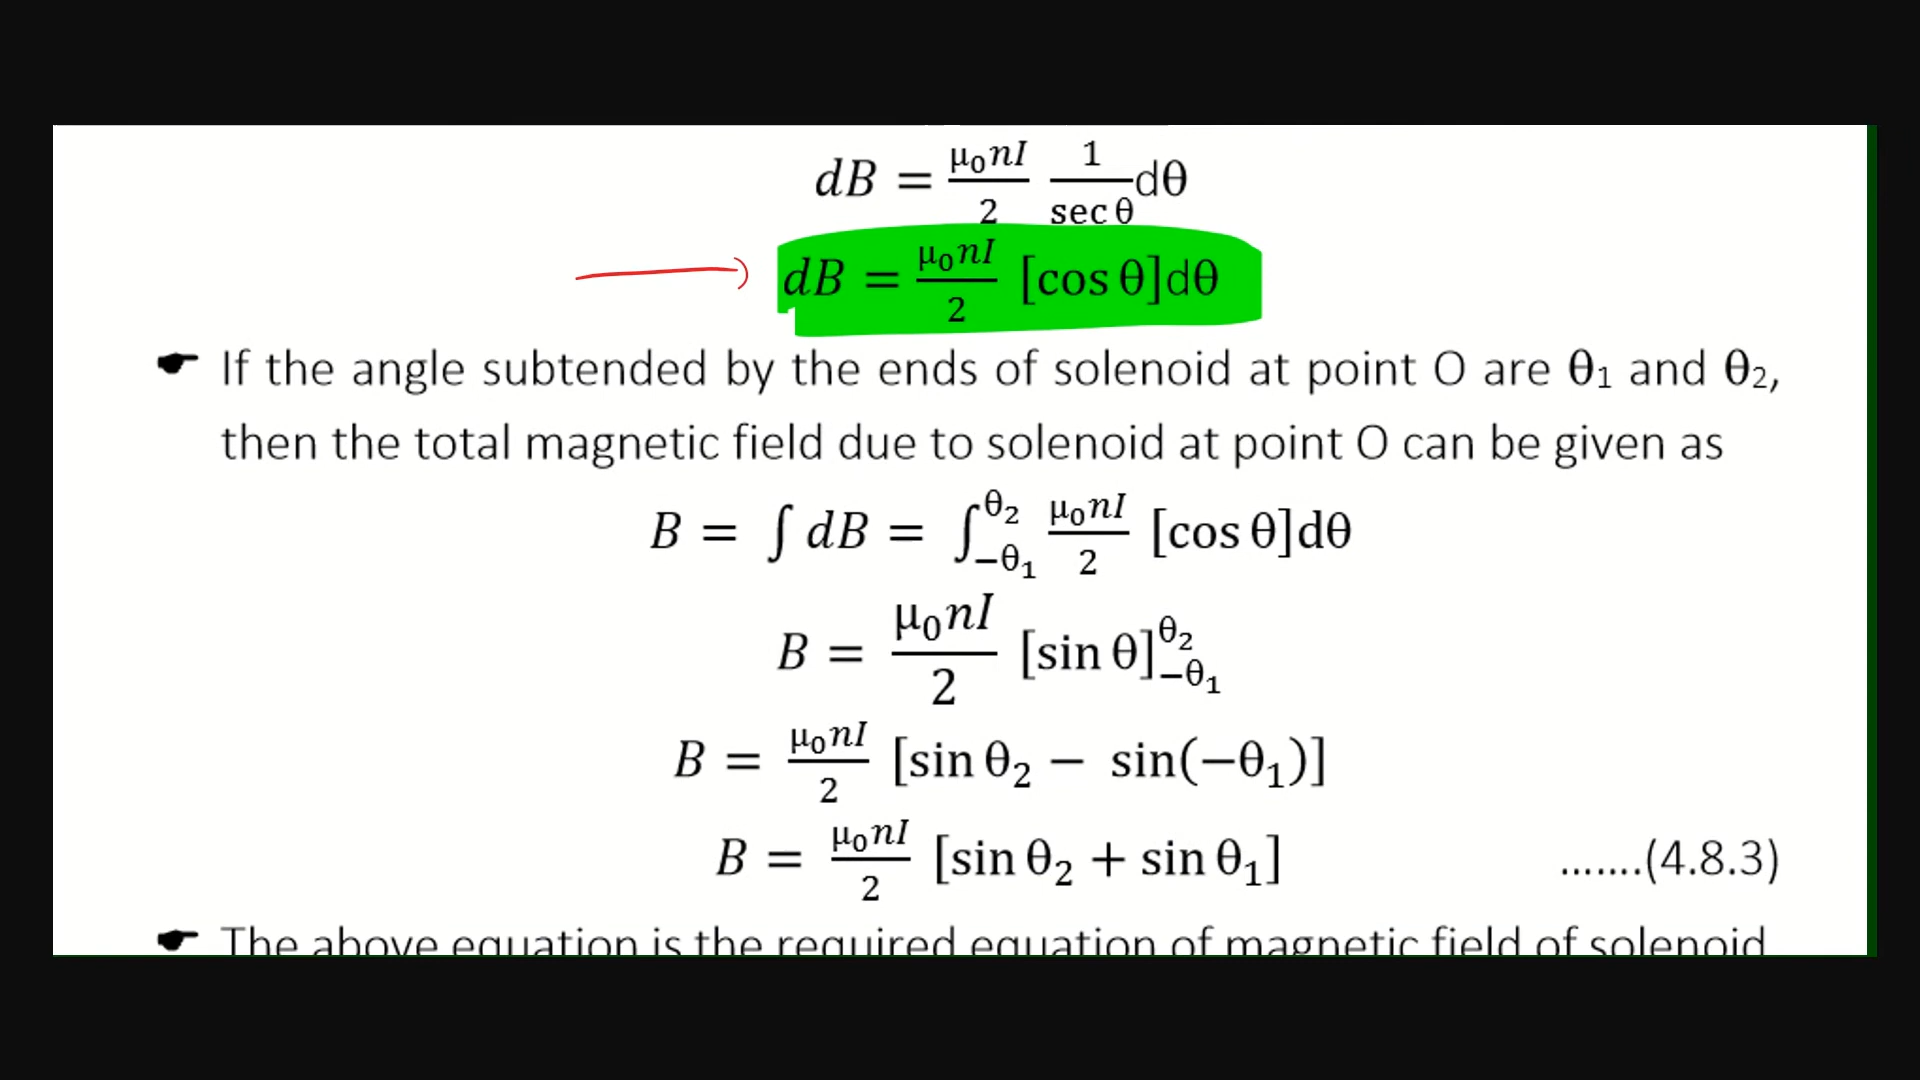 dB = μ₀nI/2 1/sec θ dθ
dB = μ₀nI/2 [cos θ]dθ
☛ If the angle subtended by the ends of solenoid at point O are θ₁ and θ₂,
then the total magnetic field due to solenoid at point O can be given as
B = ∫ dB = ∫_{−θ₁}^{θ₂} μ₀nI/2 [cos θ]dθ
B = μ₀nI/2 [sin θ]_{−θ₁}^{θ₂}
B = μ₀nI/2 [sin θ₂ − sin(−θ₁)]
B = μ₀nI/2 [sin θ₂ + sin θ₁] .......(4.8.3)
☛ The above equation is the required equation of magnetic field of solenoid